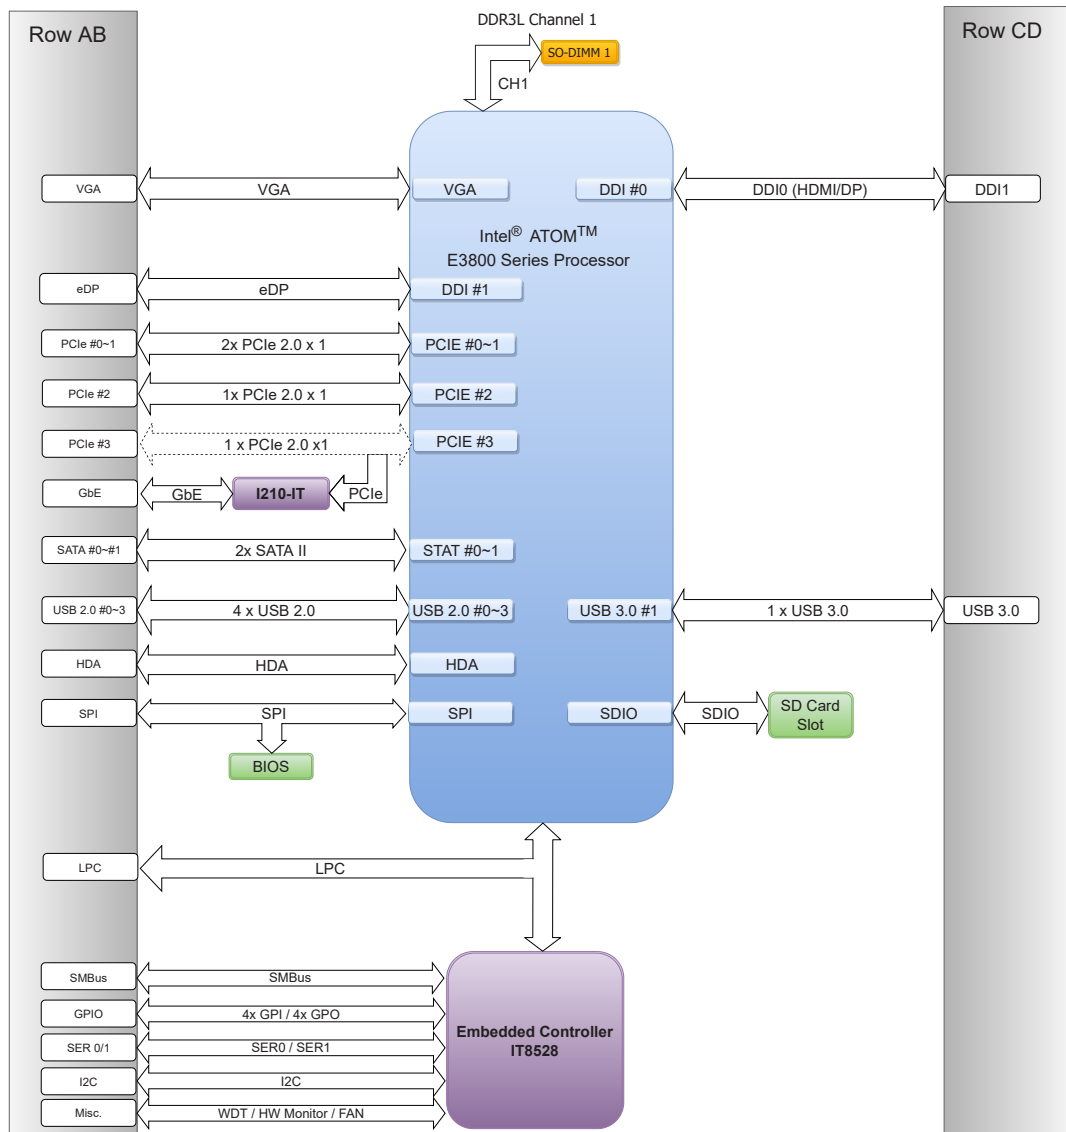 DDR3L Channel 1
Row AB
Row CD
SO-DIMM 1
CH1
VGA
VGA
VGA
DDI #0
DDI0 (HDMI/DP)
DDI1
Intel® ATOM™
E3800 Series Processor
eDP
eDP
DDI #1
PCIe #0~1
2x PCIe 2.0 x 1
PCIE #0~1
PCIe #2
1x PCIe 2.0 x 1
PCIE #2
PCIe #3
1 x PCIe 2.0 x1
PCIE #3
GbE
GbE
I210-IT
PCIe
SATA #0~#1
2x SATA II
STAT #0~1
USB 2.0 #0~3
4 x USB 2.0
USB 2.0 #0~3
USB 3.0 #1
1 x USB 3.0
USB 3.0
HDA
HDA
HDA
SPI
SPI
SPI
SDIO
SDIO
SD Card
Slot
BIOS
LPC
LPC
SMBus
SMBus
GPIO
4x GPI / 4x GPO
Embedded Controller
IT8528
SER 0/1
SER0 / SER1
I2C
I2C
Misc.
WDT / HW Monitor / FAN